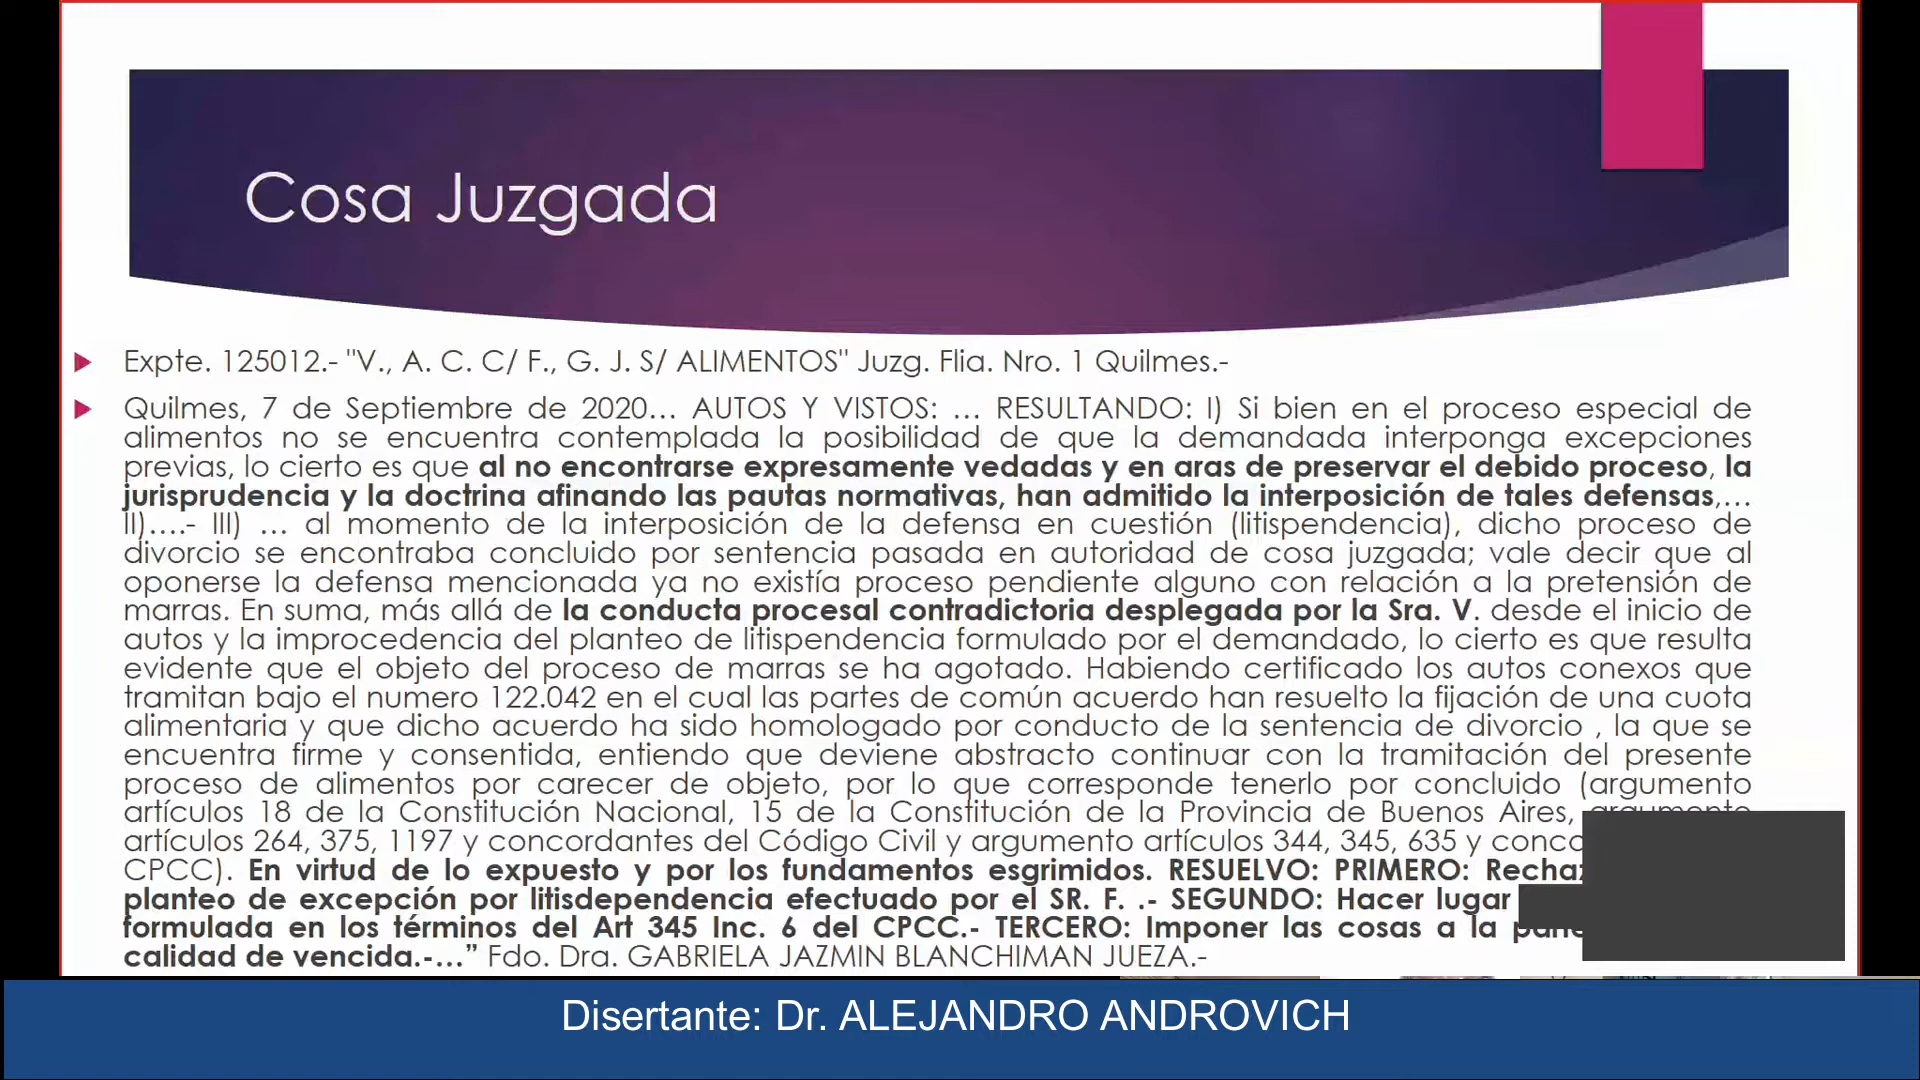 Cosa Juzgada
Expte. 125012.- "V., A. C. C/ F., G. J. S/ ALIMENTOS" Juzg. Flia. Nro. 1 Quilmes.-
Quilmes, 7 de Septiembre de 2020… AUTOS Y VISTOS: … RESULTANDO: I) Si bien en el proceso especial de
alimentos no se encuentra contemplada la posibilidad de que la demandada interponga excepciones
previas, lo cierto es que al no encontrarse expresamente vedadas y en aras de preservar el debido proceso, la
jurisprudencia y la doctrina afinando las pautas normativas, han admitido la interposición de tales defensas,…
II)….- III) … al momento de la interposición de la defensa en cuestión (litispendencia), dicho proceso de
divorcio se encontraba concluido por sentencia pasada en autoridad de cosa juzgada; vale decir que al
oponerse la defensa mencionada ya no existía proceso pendiente alguno con relación a la pretensión de
marras. En suma, más allá de la conducta procesal contradictoria desplegada por la Sra. V. desde el inicio de
autos y la improcedencia del planteo de litispendencia formulado por el demandado, lo cierto es que resulta
evidente que el objeto del proceso de marras se ha agotado. Habiendo certificado los autos conexos que
tramitan bajo el numero 122.042 en el cual las partes de común acuerdo han resuelto la fijación de una cuota
alimentaria y que dicho acuerdo ha sido homologado por conducto de la sentencia de divorcio , la que se
encuentra firme y consentida, entiendo que deviene abstracto continuar con la tramitación del presente
proceso de alimentos por carecer de objeto, por lo que corresponde tenerlo por concluido (argumento
artículos 18 de la Constitución Nacional, 15 de la Constitución de la Provincia de Buenos Aires, argumento
artículos 264, 375, 1197 y concordantes del Código Civil y argumento artículos 344, 345, 635 y
CPCC). En virtud de lo expuesto y por los fundamentos esgrimidos. RESUELVO: PRIMERO:
planteo de excepción por litisdependencia efectuado por el SR. F. .- SEGUNDO: Hacer lugar
formulada en los términos del Art 345 Inc. 6 del CPCC.- TERCERO: Imponer las cosas a la
calidad de vencida.-…” Fdo. Dra. GABRIELA JAZMIN BLANCHIMAN JUEZA.-
Disertante: Dr. ALEJANDRO ANDROVICH